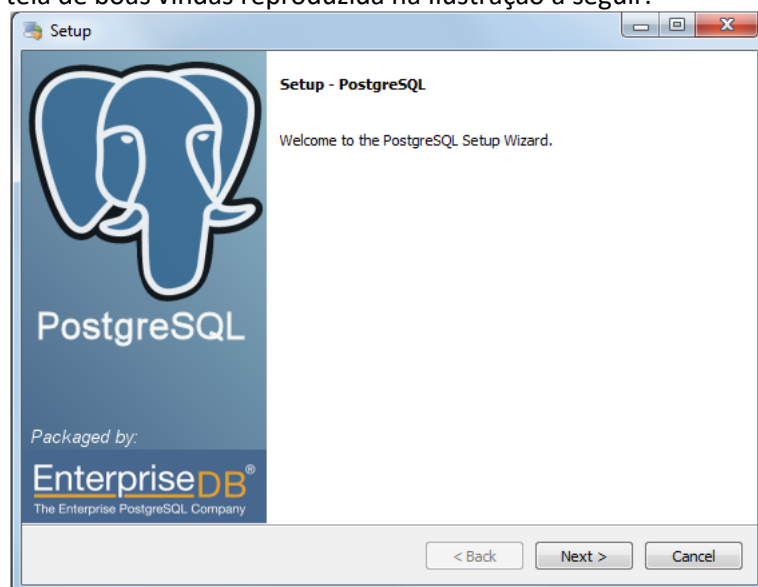 tela de boas vindas reproduzida na ilustração a seguir:
Setup
Setup - PostgreSQL
Welcome to the PostgreSQL Setup Wizard.
PostgreSQL
Packaged by:
EnterpriseDB®
The Enterprise PostgreSQL Company
< Back
Next >
Cancel